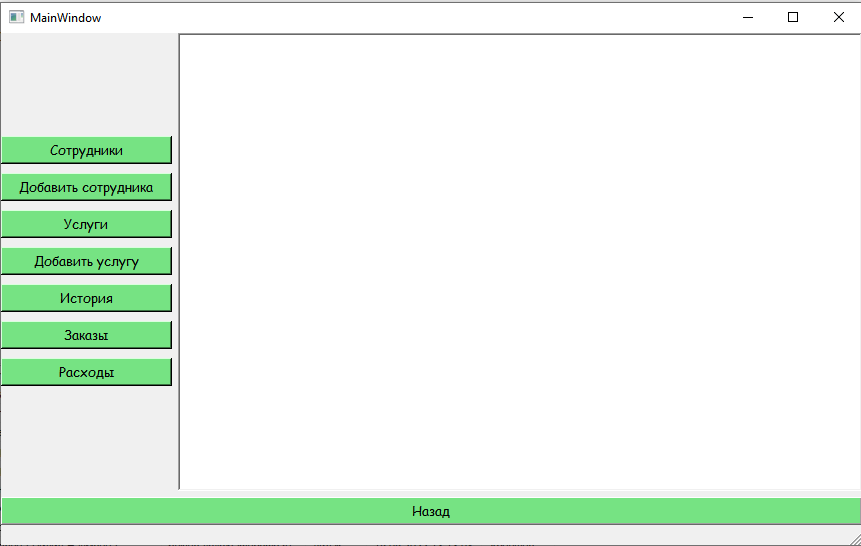 MainWindow
Сотрудники
Добавить сотрудника
Услуги
Добавить услугу
История
Заказы
Расходы
Назад